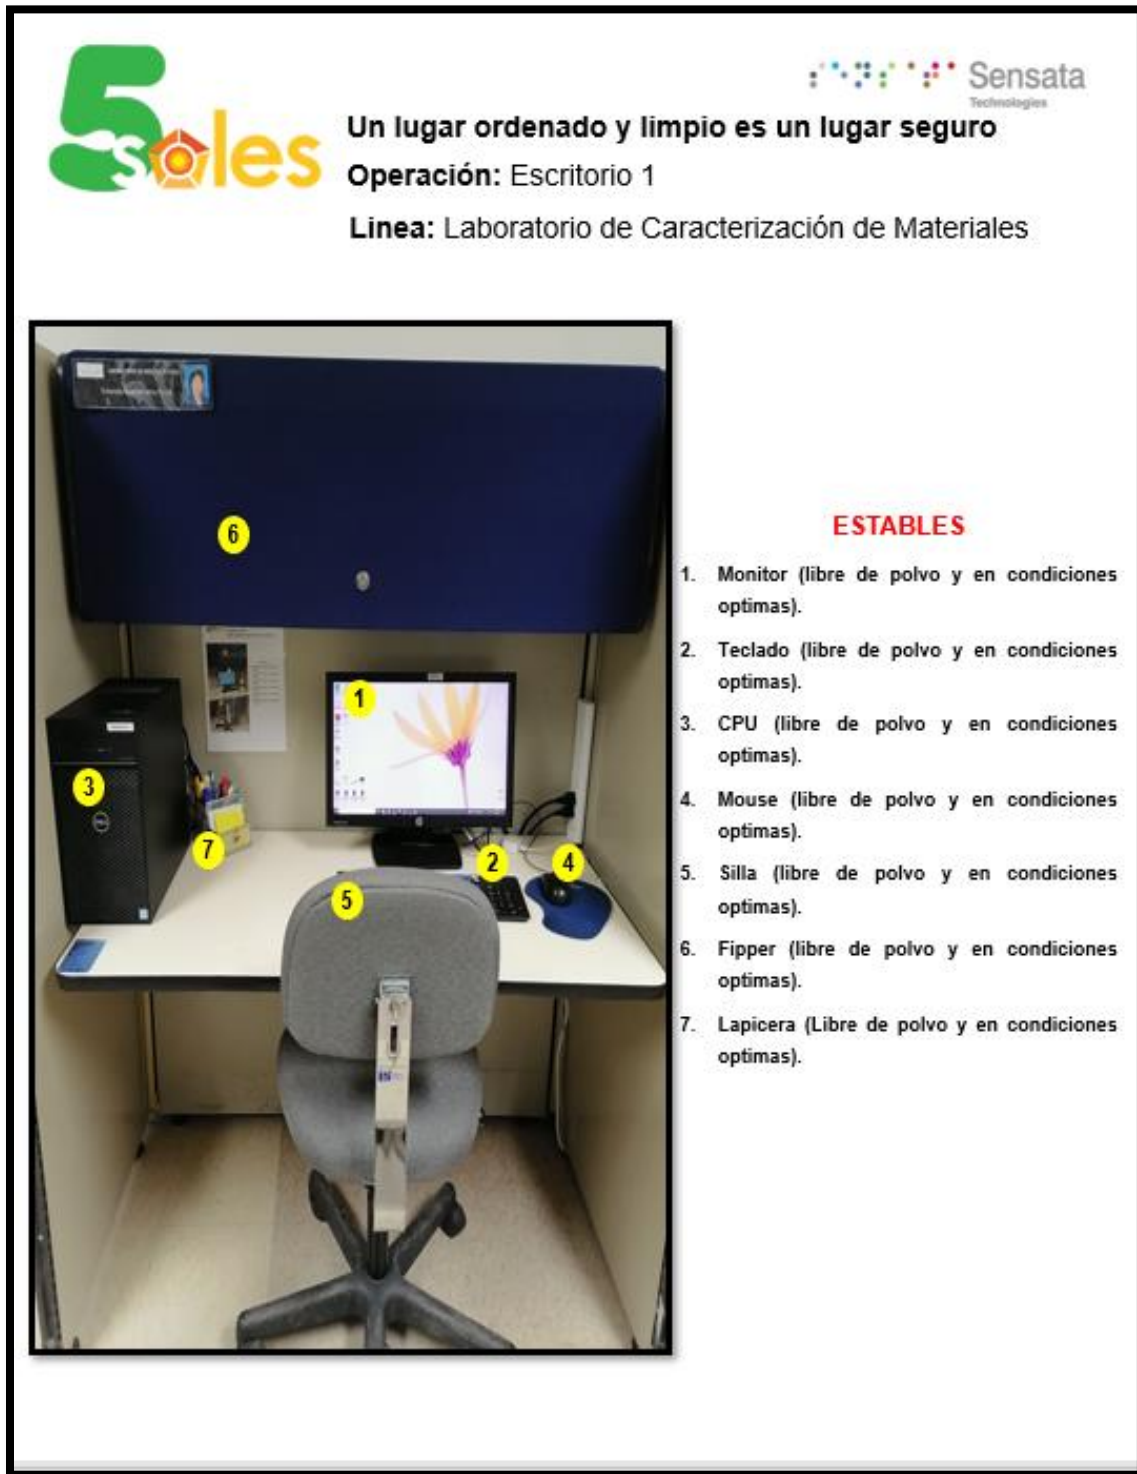 5 soles
Sensata
Technologies
Un lugar ordenado y limpio es un lugar seguro
Operación: Escritorio 1
Linea: Laboratorio de Caracterización de Materiales
ESTABLES
1. Monitor (libre de polvo y en condiciones
optimas).
2. Teclado (libre de polvo y en condiciones
optimas).
3. CPU (libre de polvo y en condiciones
optimas).
4. Mouse (libre de polvo y en condiciones
optimas).
5. Silla (libre de polvo y en condiciones
optimas).
6. Fipper (libre de polvo y en condiciones
optimas).
7. Lapicera (Libre de polvo y en condiciones
optimas).
6
1
3
7
2
4
5